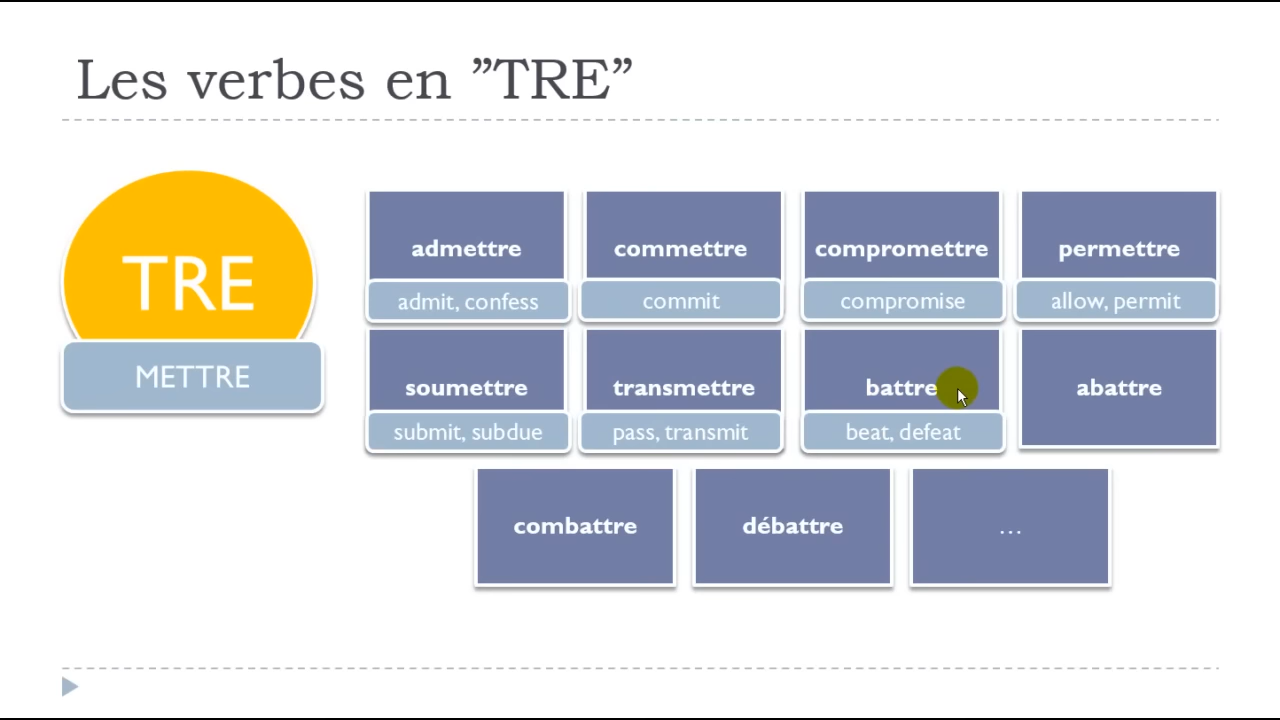 Les verbes en ”TRE”
TRE
METTRE
admettre
admit, confess
commettre
commit
compromettre
compromise
permettre
allow, permit
soumettre
submit, subdue
transmettre
pass, transmit
battre
beat, defeat
abattre
combattre
débattre
…